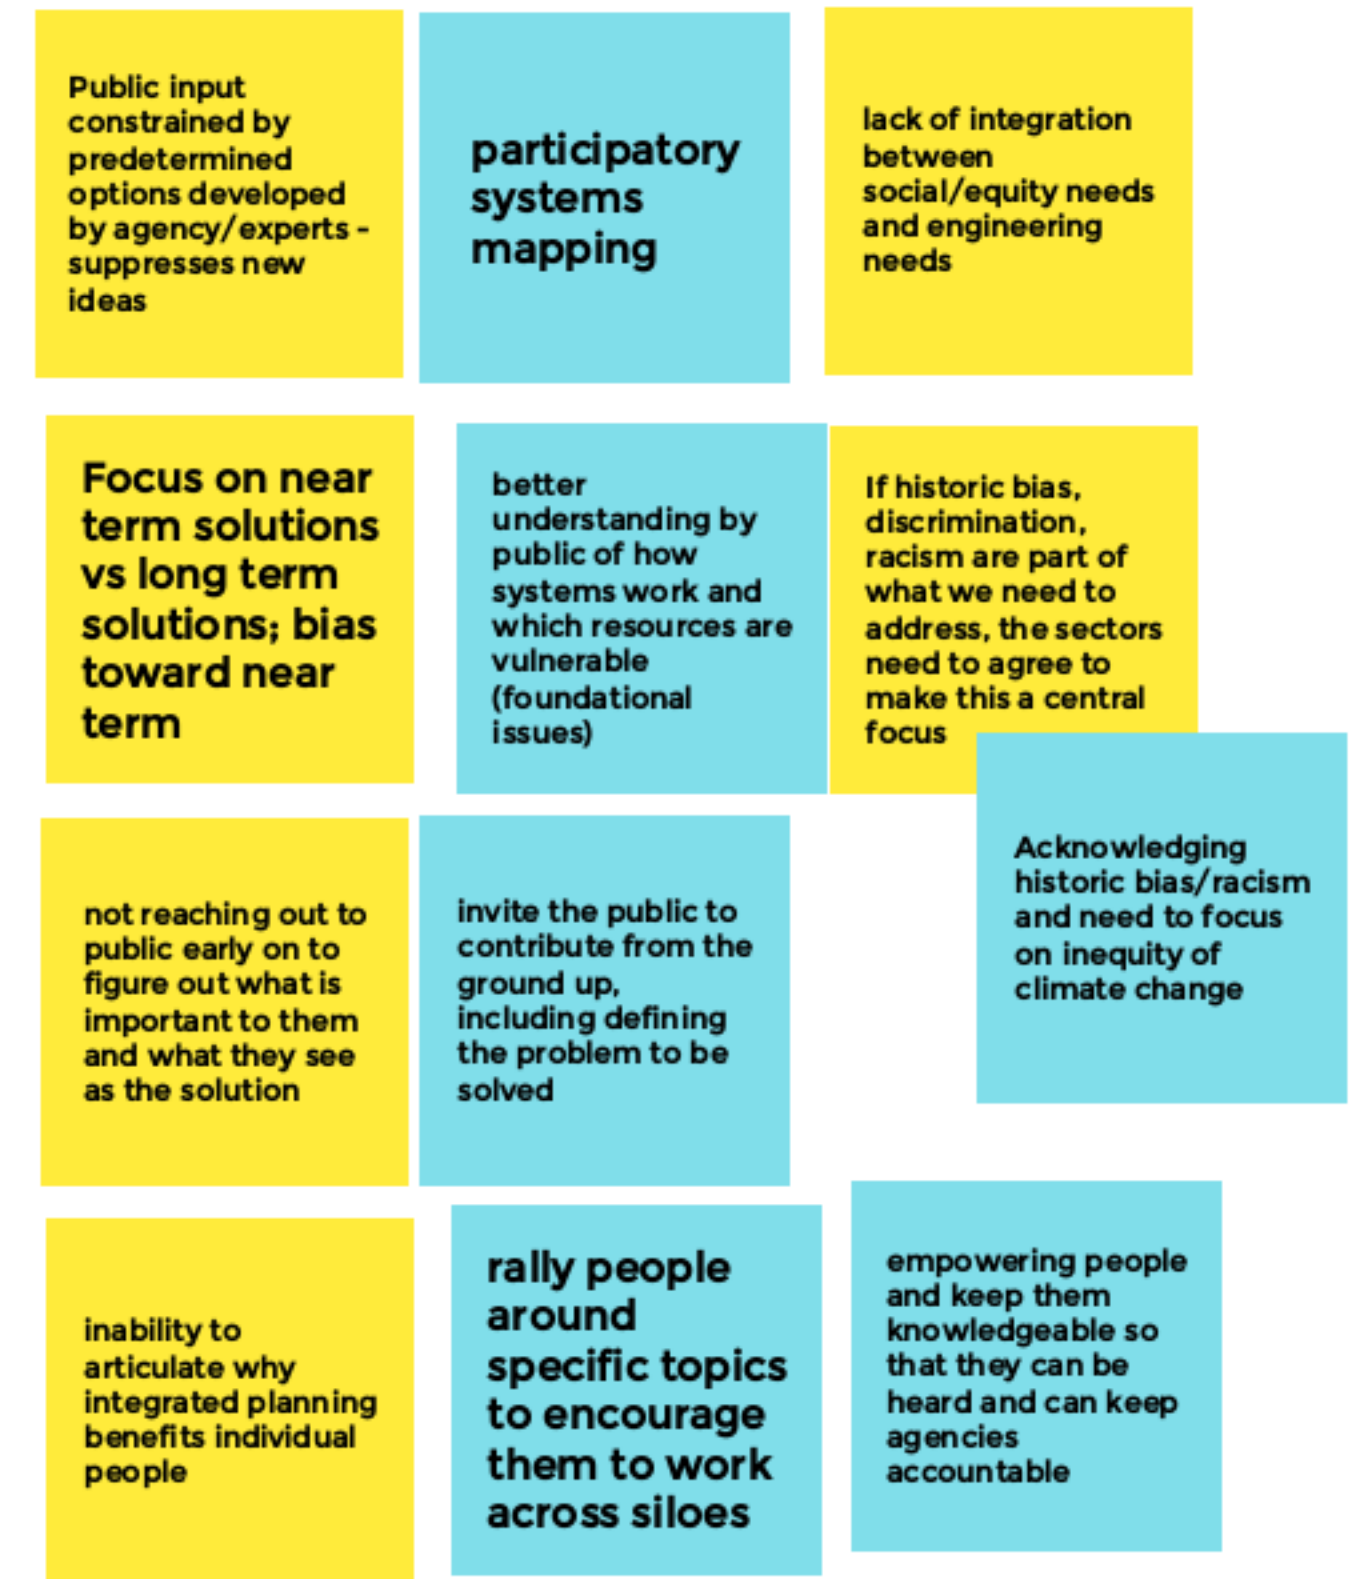 Public input
constrained by
predetermined
options developed
by agency/experts -
suppresses new
ideas
participatory
systems
mapping
lack of integration
between
social/equity needs
and engineering
needs
Focus on near
term solutions
vs long term
solutions; bias
toward near
term
better
understanding by
public of how
systems work and
which resources are
vulnerable
(foundational
issues)
If historic bias,
discrimination,
racism are part of
what we need to
address, the sectors
need to agree to
make this a central
focus
not reaching out to
public early on to
figure out what is
important to them
and what they see
as the solution
invite the public to
contribute from the
ground up,
including defining
the problem to be
solved
Acknowledging
historic bias/racism
and need to focus
on inequity of
climate change
inability to
articulate why
integrated planning
benefits individual
people
rally people
around
specific topics
to encourage
them to work
across siloes
empowering people
and keep them
knowledgeable so
that they can be
heard and can keep
agencies
accountable